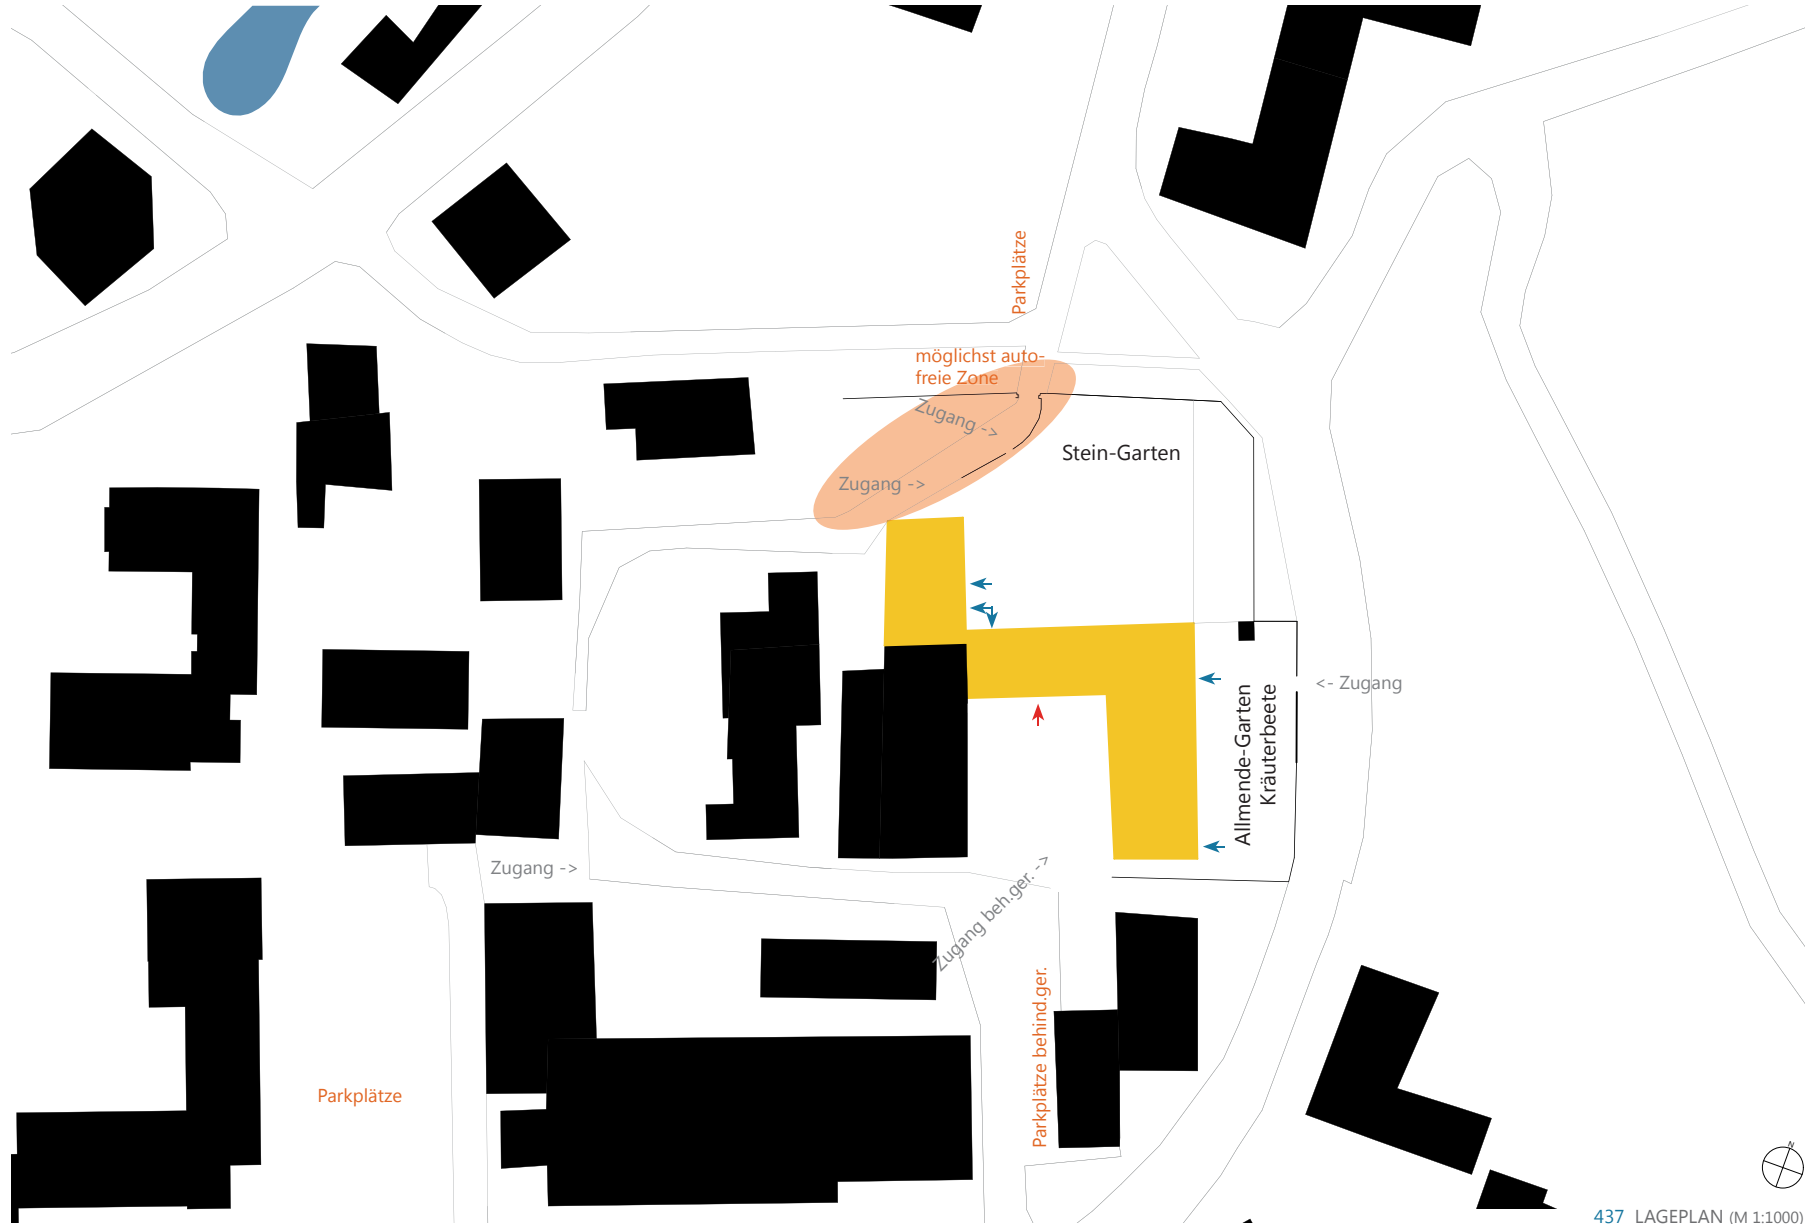 Parkplätze
möglichst auto-
freie Zone
Zugang ->
Stein-Garten
Zugang ->
<- Zugang
Allmende-Garten
Kräuterbeete
Zugang ->
Zugang beh.ger. ->
Parkplätze behind.ger.
Parkplätze
N
437 LAGEPLAN (M 1:1000)